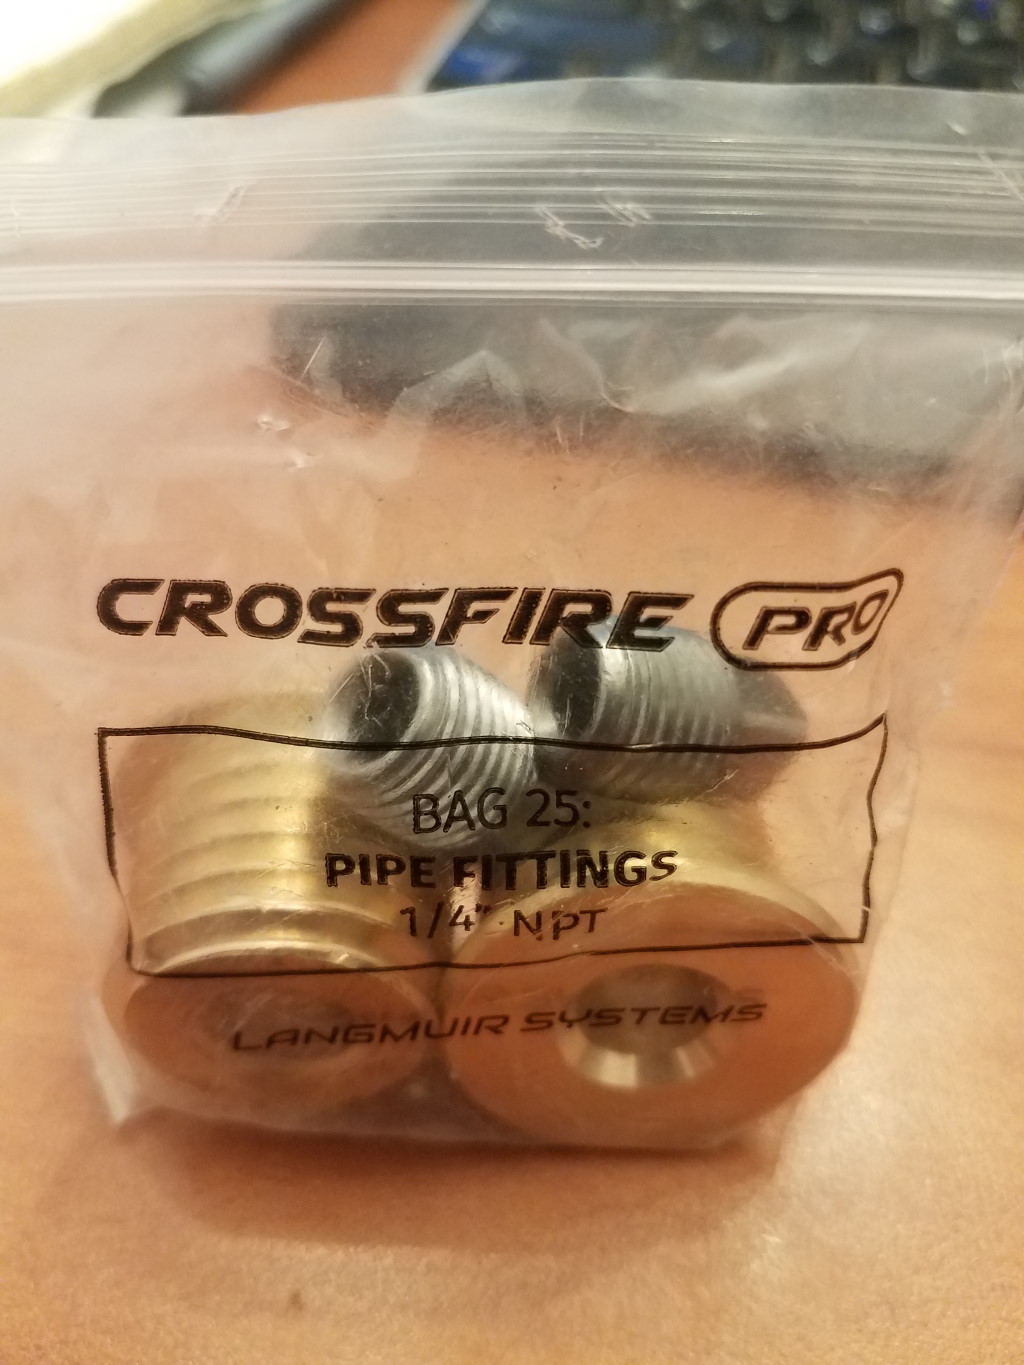 CROSSFIRE PRO
BAG 25:
PIPE FITTINGS
1/4" NPT
LANGMUIR SYSTEMS